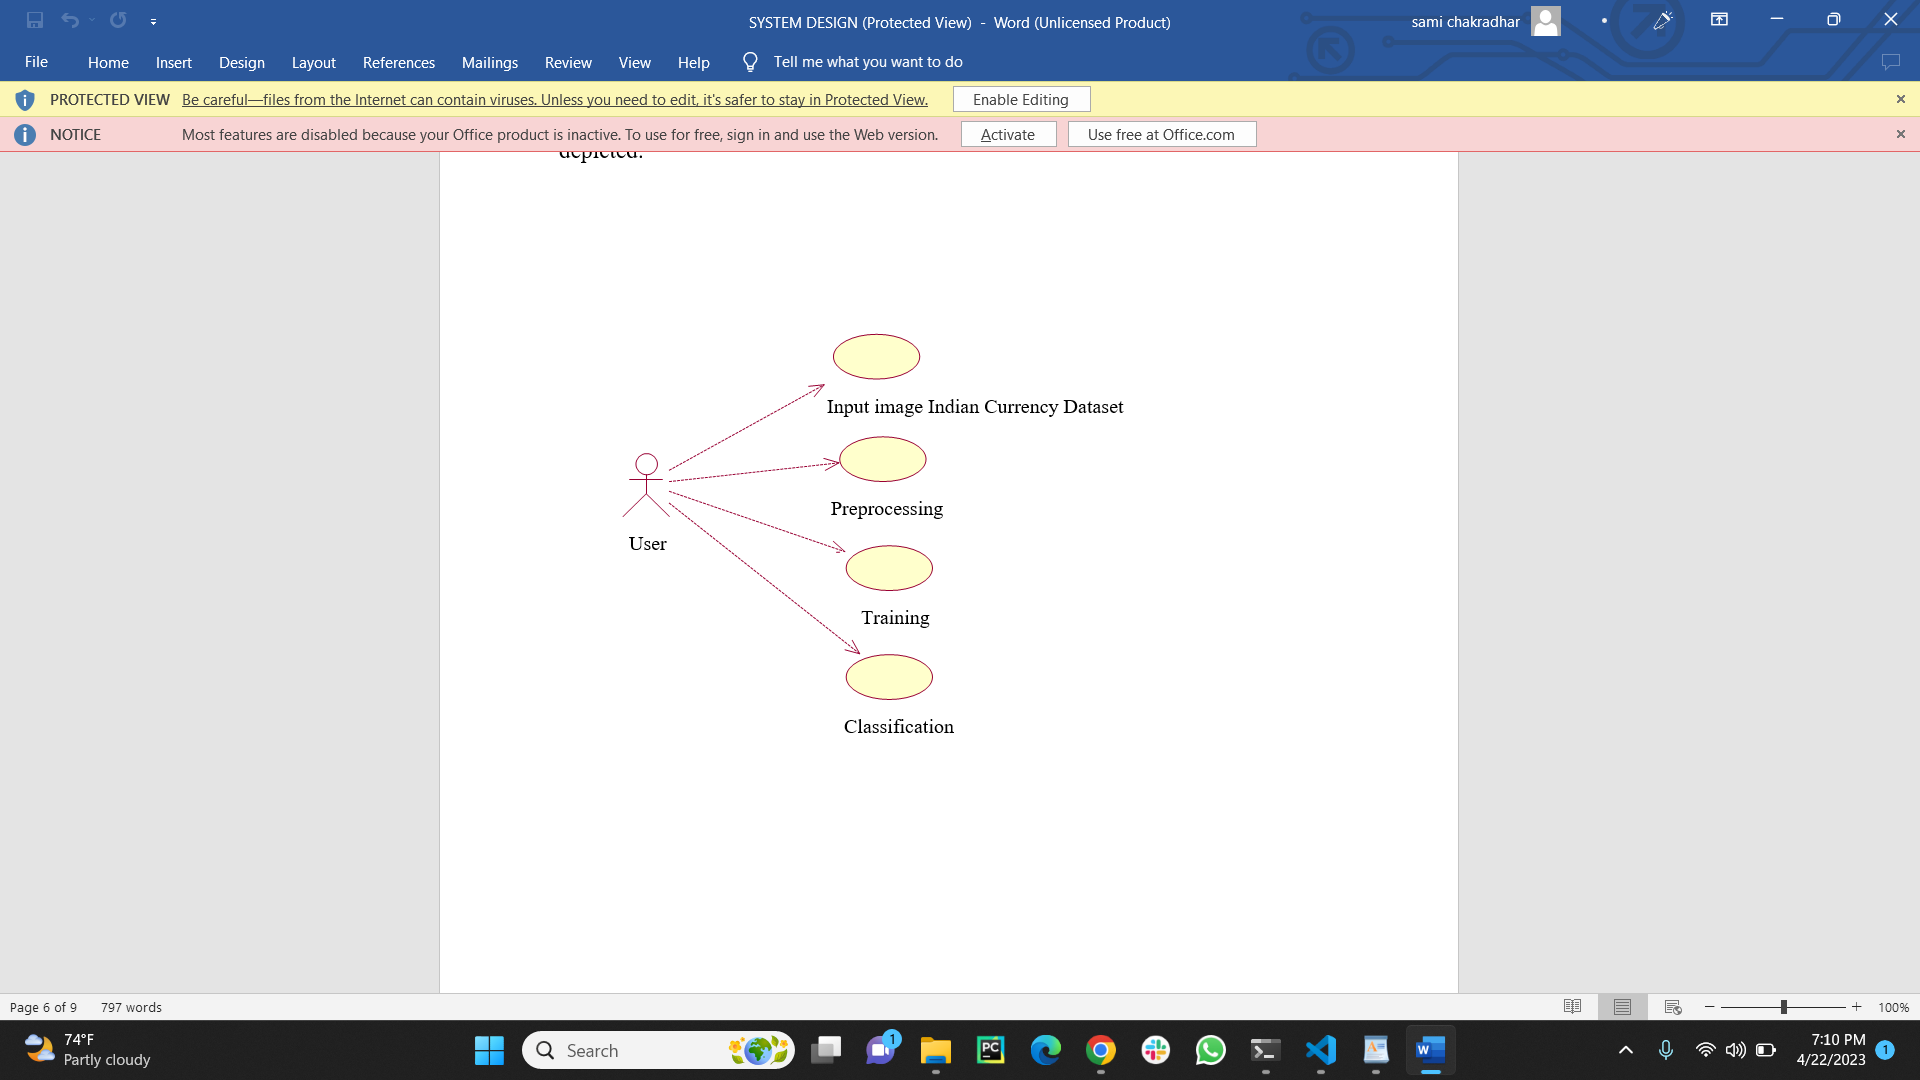 SYSTEM DESIGN (Protected View) - Word (Unlicensed Product)
sami chakradhar
File Home Insert Design Layout References Mailings Review View Help Tell me what you want to do
PROTECTED VIEW Be careful—files from the Internet can contain viruses. Unless you need to edit, it's safer to stay in Protected View. Enable Editing
NOTICE Most features are disabled because your Office product is inactive. To use for free, sign in and use the Web version. Activate Use free at Office.com
depicted.
Input image Indian Currency Dataset
Preprocessing
User
Training
Classification
Page 6 of 9 797 words 100%
74°F
Partly cloudy
Search
1
PC
7:10 PM
4/22/2023
1